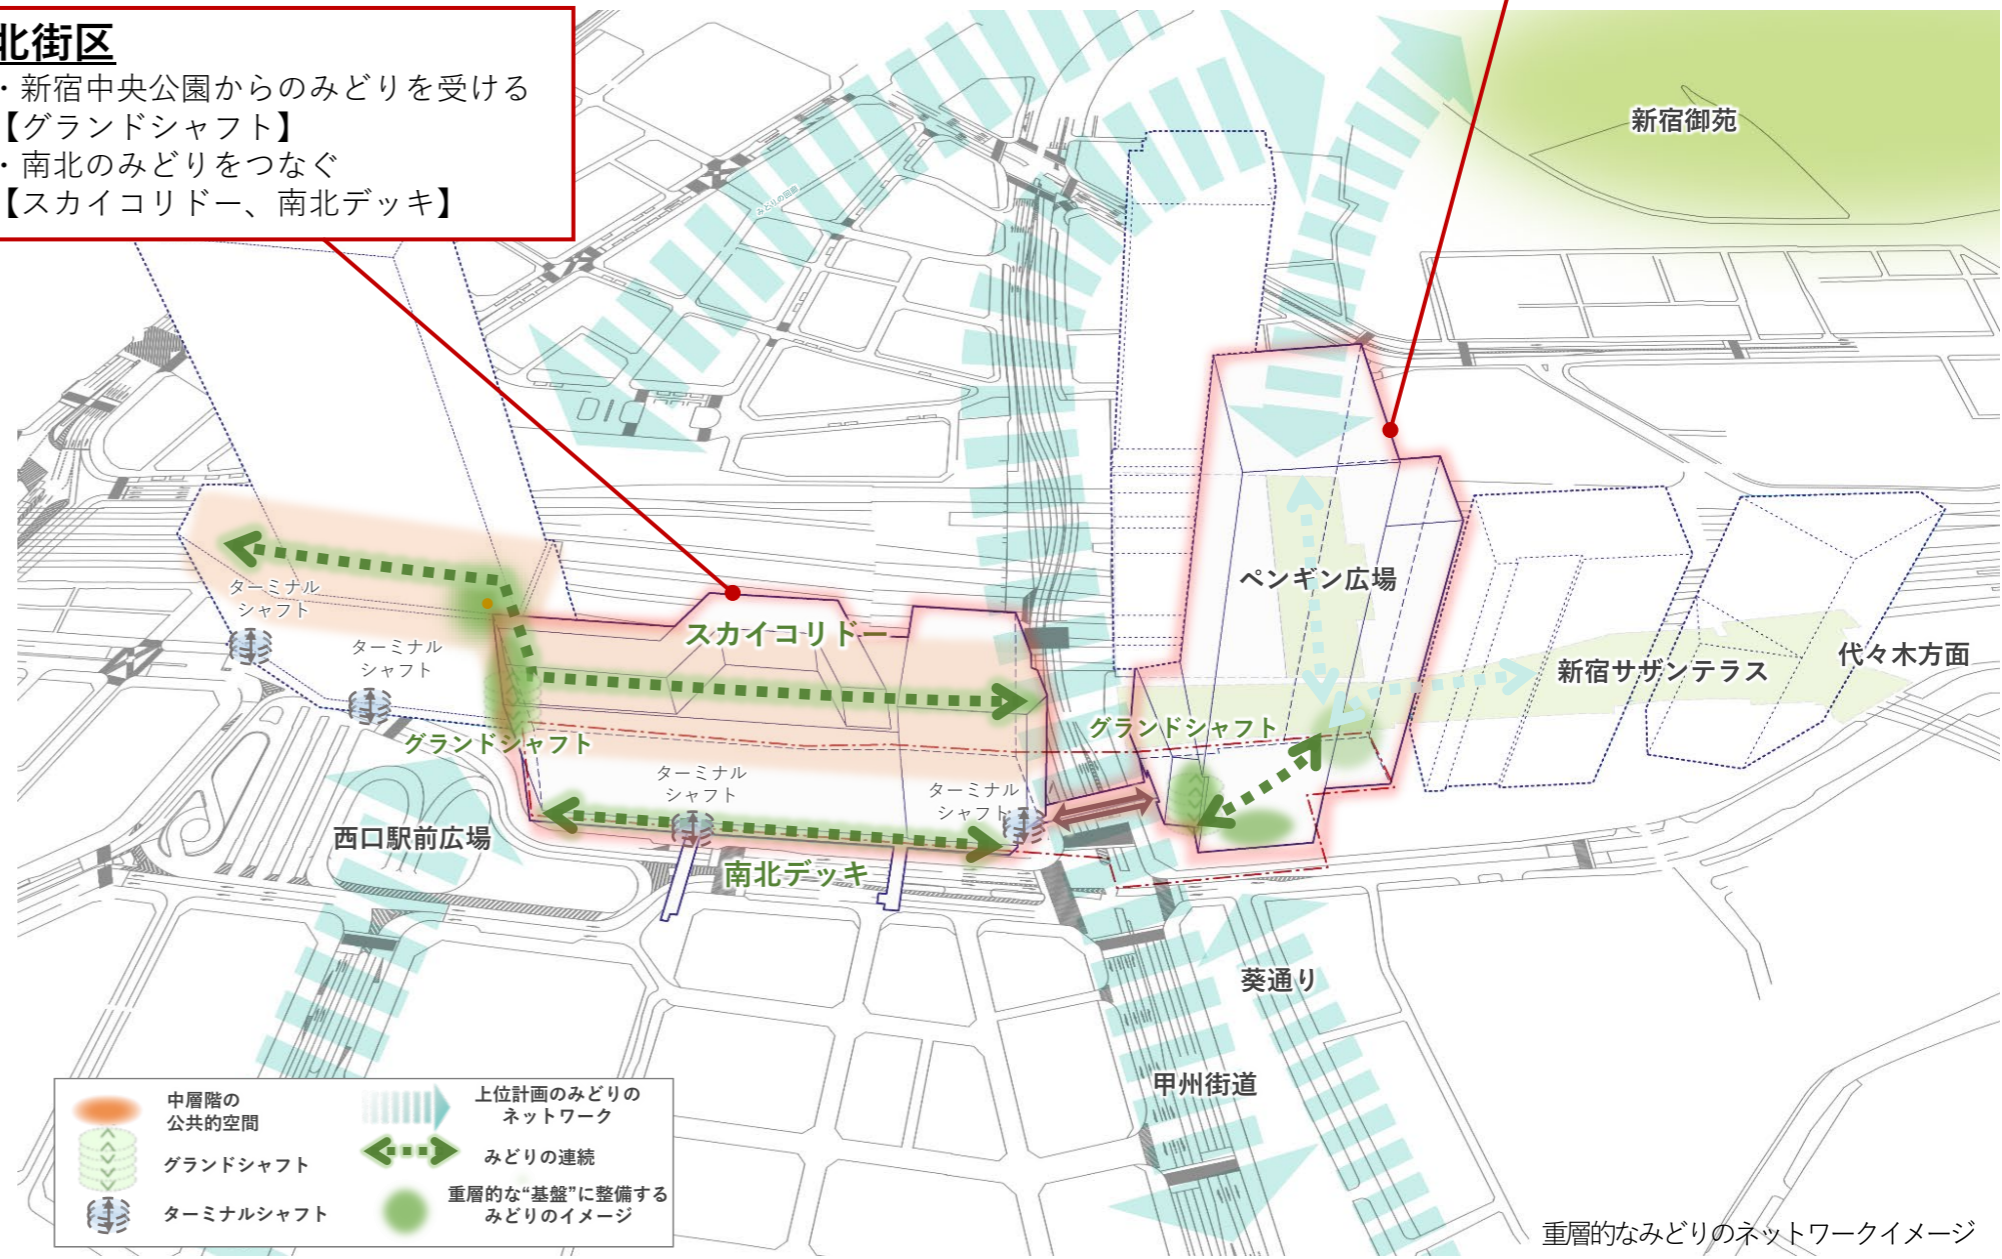 北街区
・新宿中央公園からのみどりを受ける
【グランドシャフト】
・南北のみどりをつなぐ
【スカイコリドー、南北デッキ】
新宿御苑
みどりの回廊
ターミナル
シャフト
ターミナル
シャフト
スカイコリドー
ペンギン広場
新宿サザンテラス
代々木方面
グランドシャフト
グランドシャフト
ターミナル
シャフト
ターミナル
シャフト
西口駅前広場
南北デッキ
葵通り
甲州街道
中層階の
公共的空間
グランドシャフト
ターミナルシャフト
上位計画のみどりの
ネットワーク
みどりの連続
重層的な“基盤”に整備する
みどりのイメージ
重層的なみどりのネットワークイメージ